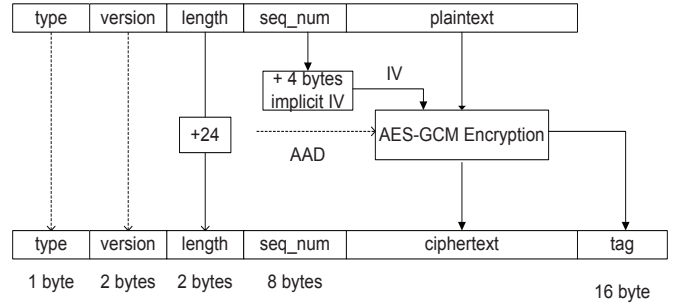 type version length seq_num plaintext
+ 4 bytes
implicit IV
IV
+24
AAD
AES-GCM Encryption
type version length seq_num ciphertext tag
1 byte 2 bytes 2 bytes 8 bytes
16 byte